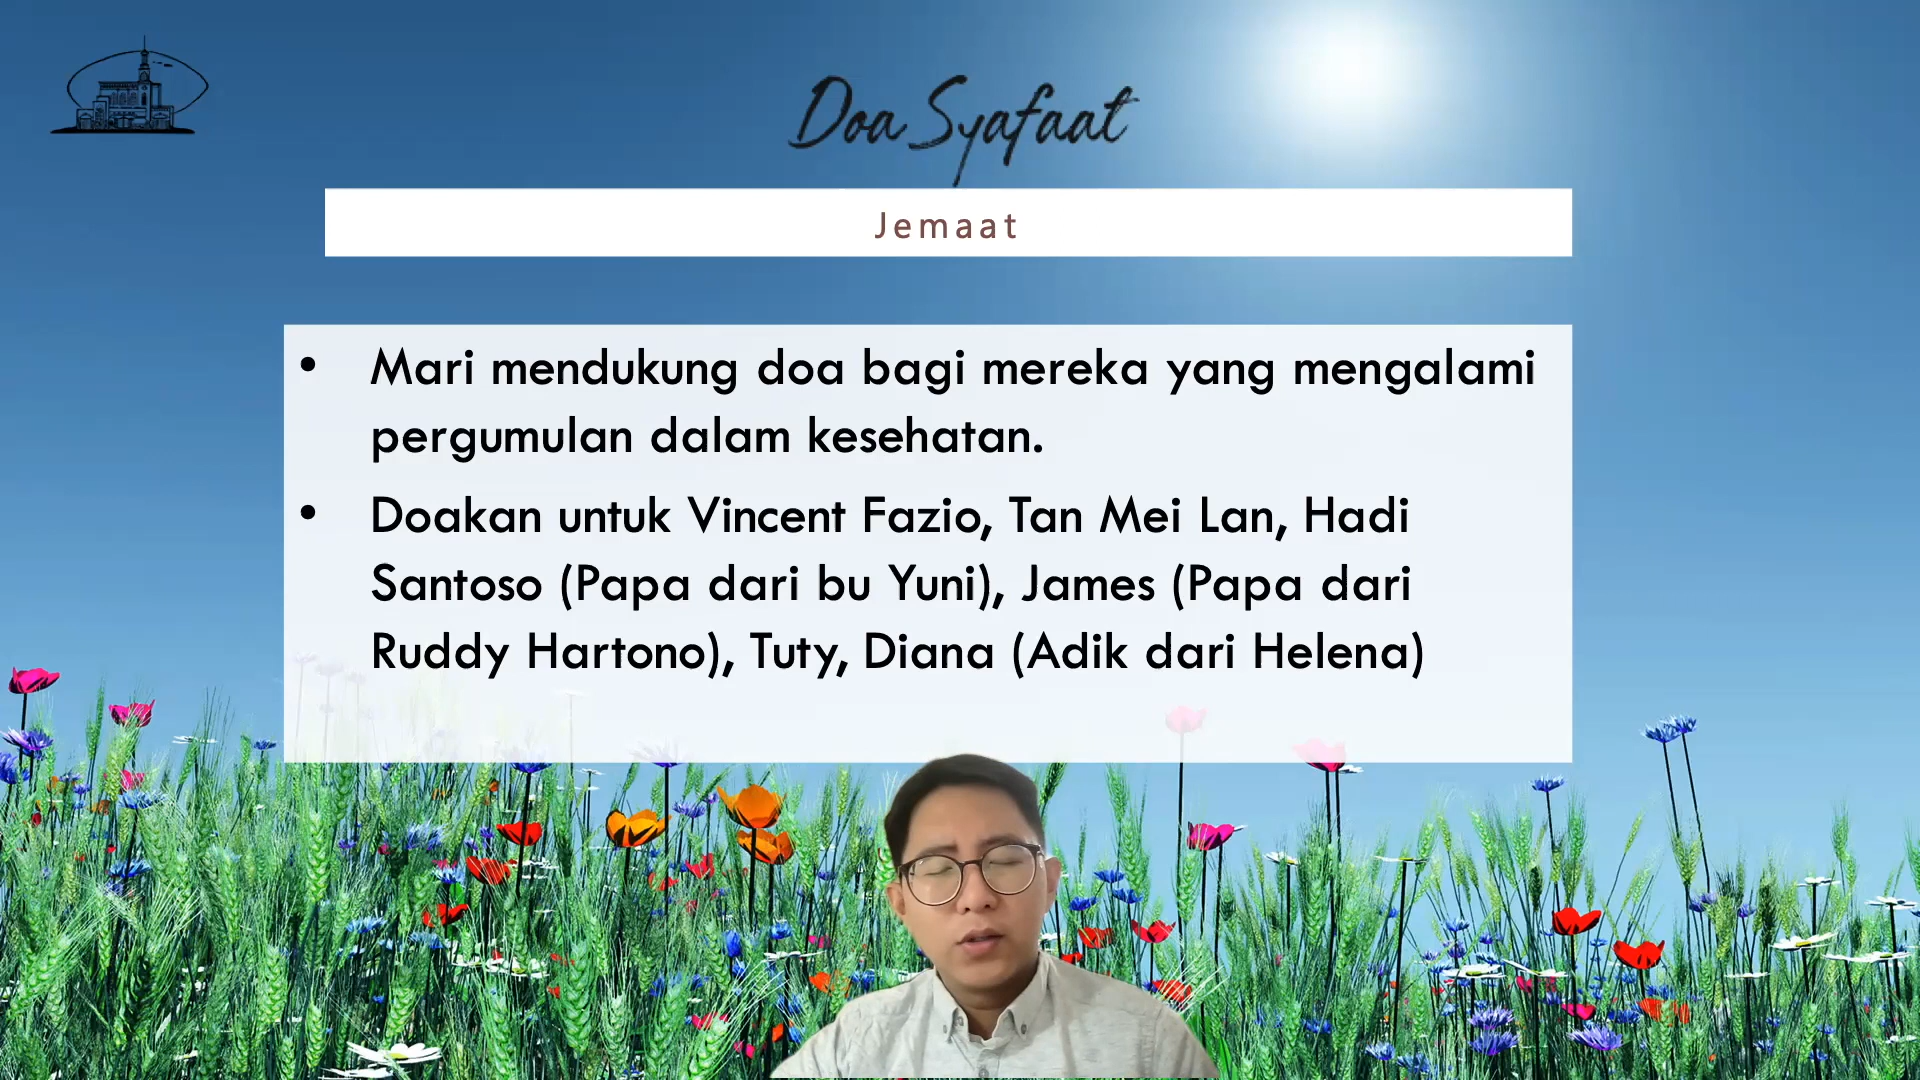 Doa Syafaat
Jemaat
• Mari mendukung doa bagi mereka yang mengalami
pergumulan dalam kesehatan.
• Doakan untuk Vincent Fazio, Tan Mei Lan, Hadi
Santoso (Papa dari bu Yuni), James (Papa dari
Ruddy Hartono), Tuty, Diana (Adik dari Helena)